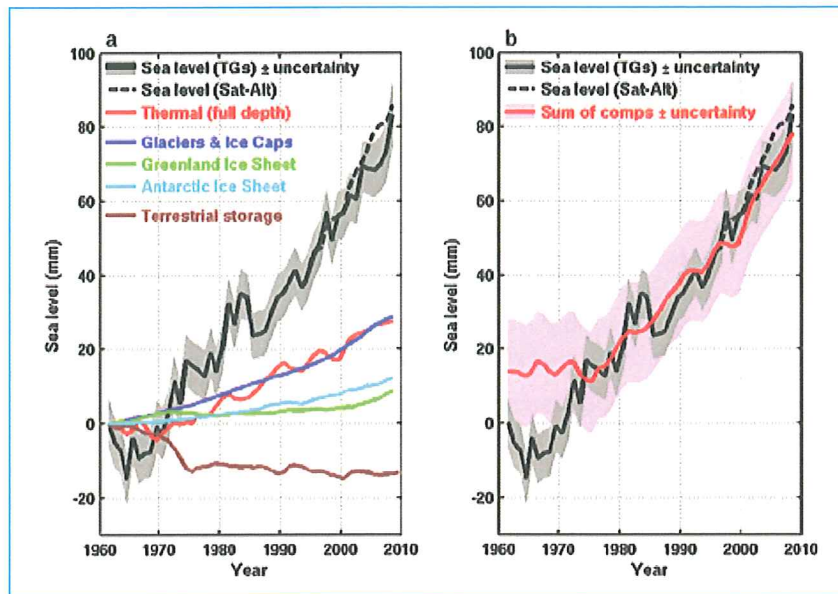 a
100
80
60
40
20
0
-20
Sea level (mm)
Sea level (TGs) ± uncertainty
Sea level (Sat-Alt)
Thermal (full depth)
Glaciers & Ice Caps
Greenland Ice Sheet
Antarctic Ice Sheet
Terrestrial storage
1960 1970 1980 1990 2000 2010
Year
b
100
80
60
40
20
0
-20
Sea level (mm)
Sea level (TGs) ± uncertainty
Sea level (Sat-Alt)
Sum of comps ± uncertainty
1960 1970 1980 1990 2000 2010
Year